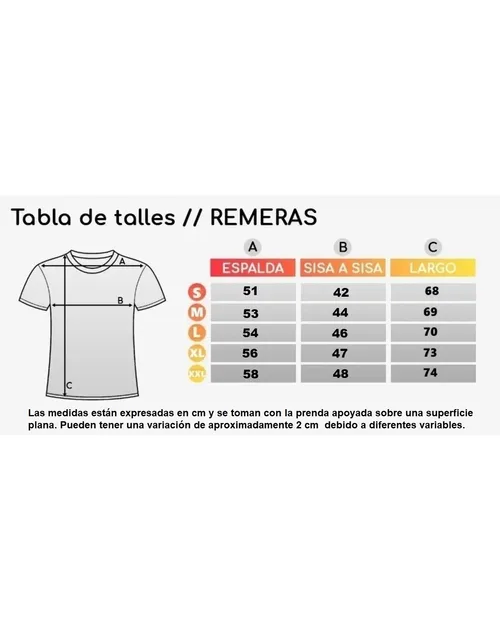 Tabla de talles // REMERAS
A B C
ESPALDA SISA A SISA LARGO
S 51 42 68
M 53 44 69
L 54 46 70
XL 56 47 73
XXL 58 48 74
A
B
C
Las medidas están expresadas en cm y se toman con la prenda apoyada sobre una superficie
plana. Pueden tener una variación de aproximadamente 2 cm debido a diferentes variables.